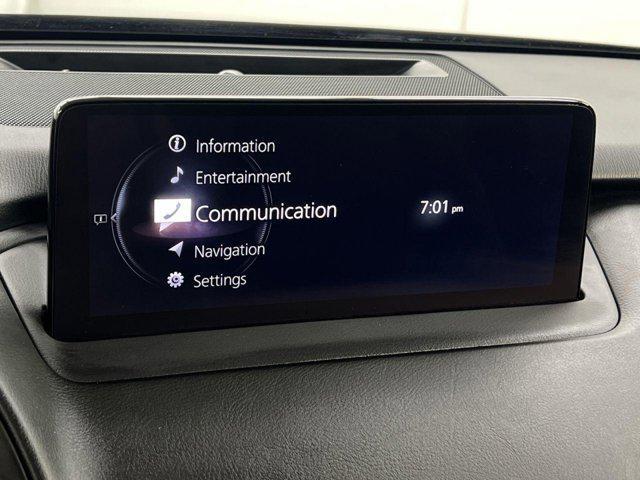 Information
Entertainment
Communication
7:01 pm
Navigation
Settings